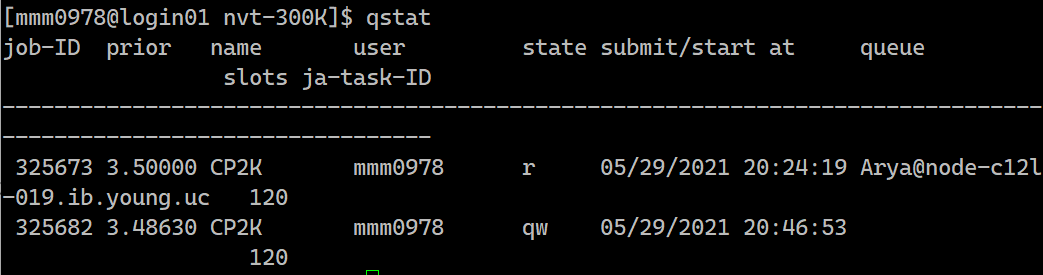 [mmm0978@login01 nvt-300K]$ qstat
job-ID  prior   name       user         state submit/start at     queue
                 slots ja-task-ID
--------------------------------------------------------------------------------
---------------------------------
 325673 3.50000 CP2K       mmm0978      r     05/29/2021 20:24:19 Arya@node-c12l
-019.ib.young.uc   120
 325682 3.48630 CP2K       mmm0978      qw    05/29/2021 20:46:53
                   120